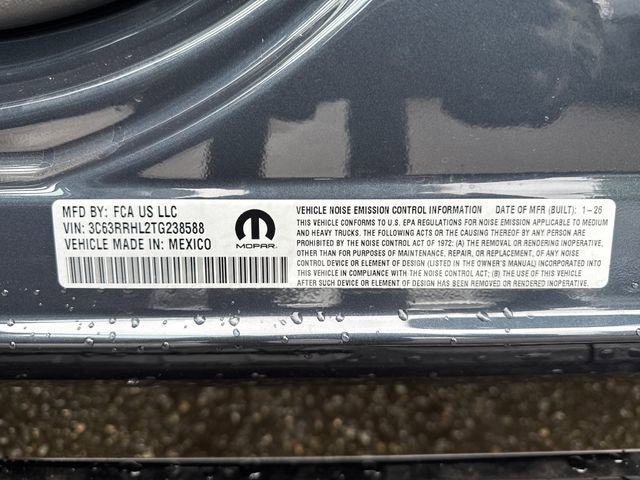 MFD BY: FCA US LLC
VIN: 3C63RRHL2TG238588
VEHICLE MADE IN: MEXICO
MOPAR
VEHICLE NOISE EMISSION CONTROL INFORMATION DATE OF MFR (BUILT): 1-26
THIS VEHICLE CONFORMS TO U.S. EPA REGULATIONS FOR NOISE EMISSION APPLICABLE TO MEDIUM
AND HEAVY TRUCKS. THE FOLLOWING ACTS OR THE CAUSING THEREOF BY ANY PERSON ARE
PROHIBITED BY THE NOISE CONTROL ACT OF 1972: (A) THE REMOVAL OR RENDERING INOPERATIVE,
OTHER THAN FOR PURPOSES OF MAINTENANCE, REPAIR, OR REPLACEMENT, OF ANY NOISE
CONTROL DEVICE OR ELEMENT OF DESIGN (LISTED IN THE OWNER'S MANUAL) INCORPORATED INTO
THIS VEHICLE IN COMPLIANCE WITH THE NOISE CONTROL ACT; (B) THE USE OF THIS VEHICLE
AFTER SUCH DEVICE OR ELEMENT OF DESIGN HAS BEEN REMOVED OR RENDERED INOPERATIVE.